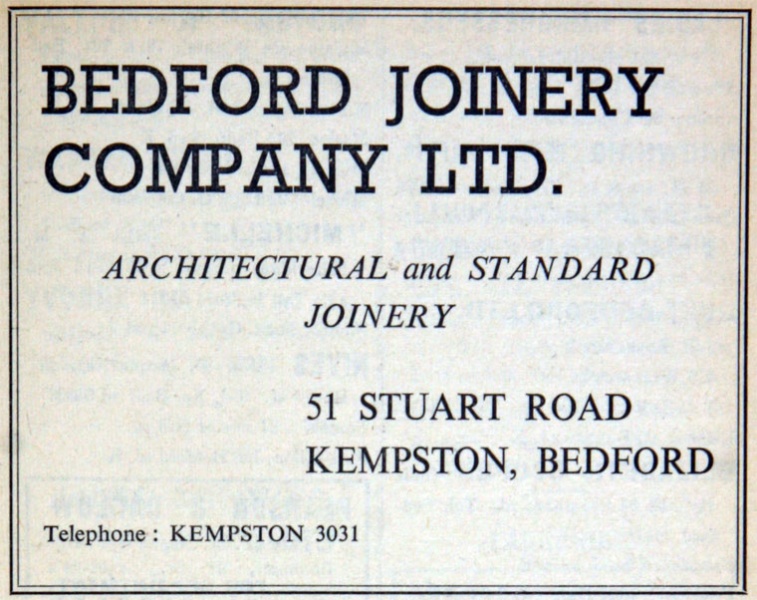 BEDFORD JOINERY
COMPANY LTD.
ARCHITECTURAL and STANDARD
JOINERY
51 STUART ROAD
KEMPSTON, BEDFORD
Telephone: KEMPSTON 3031